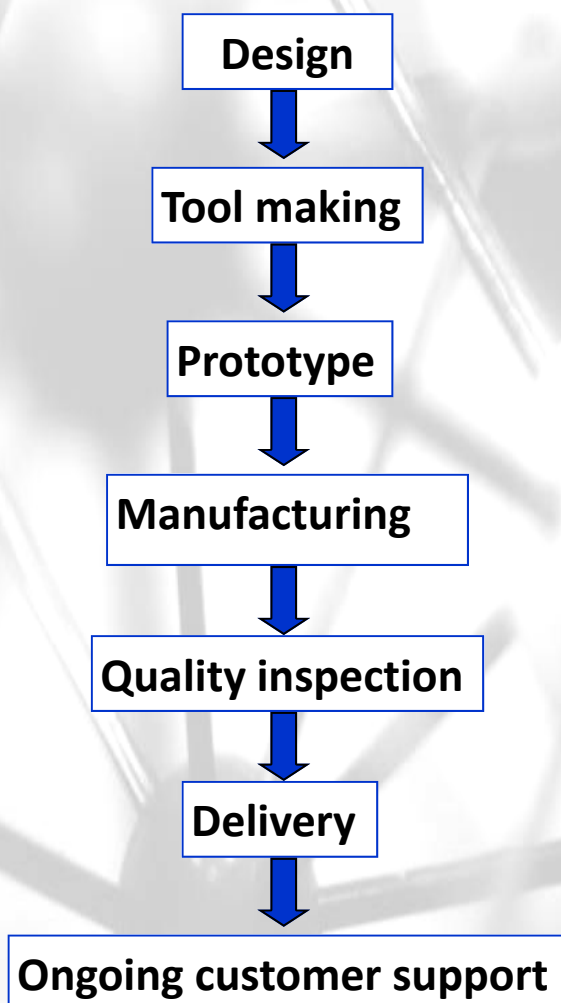 Design
Tool making
Prototype
Manufacturing
Quality inspection
Delivery
Ongoing customer support